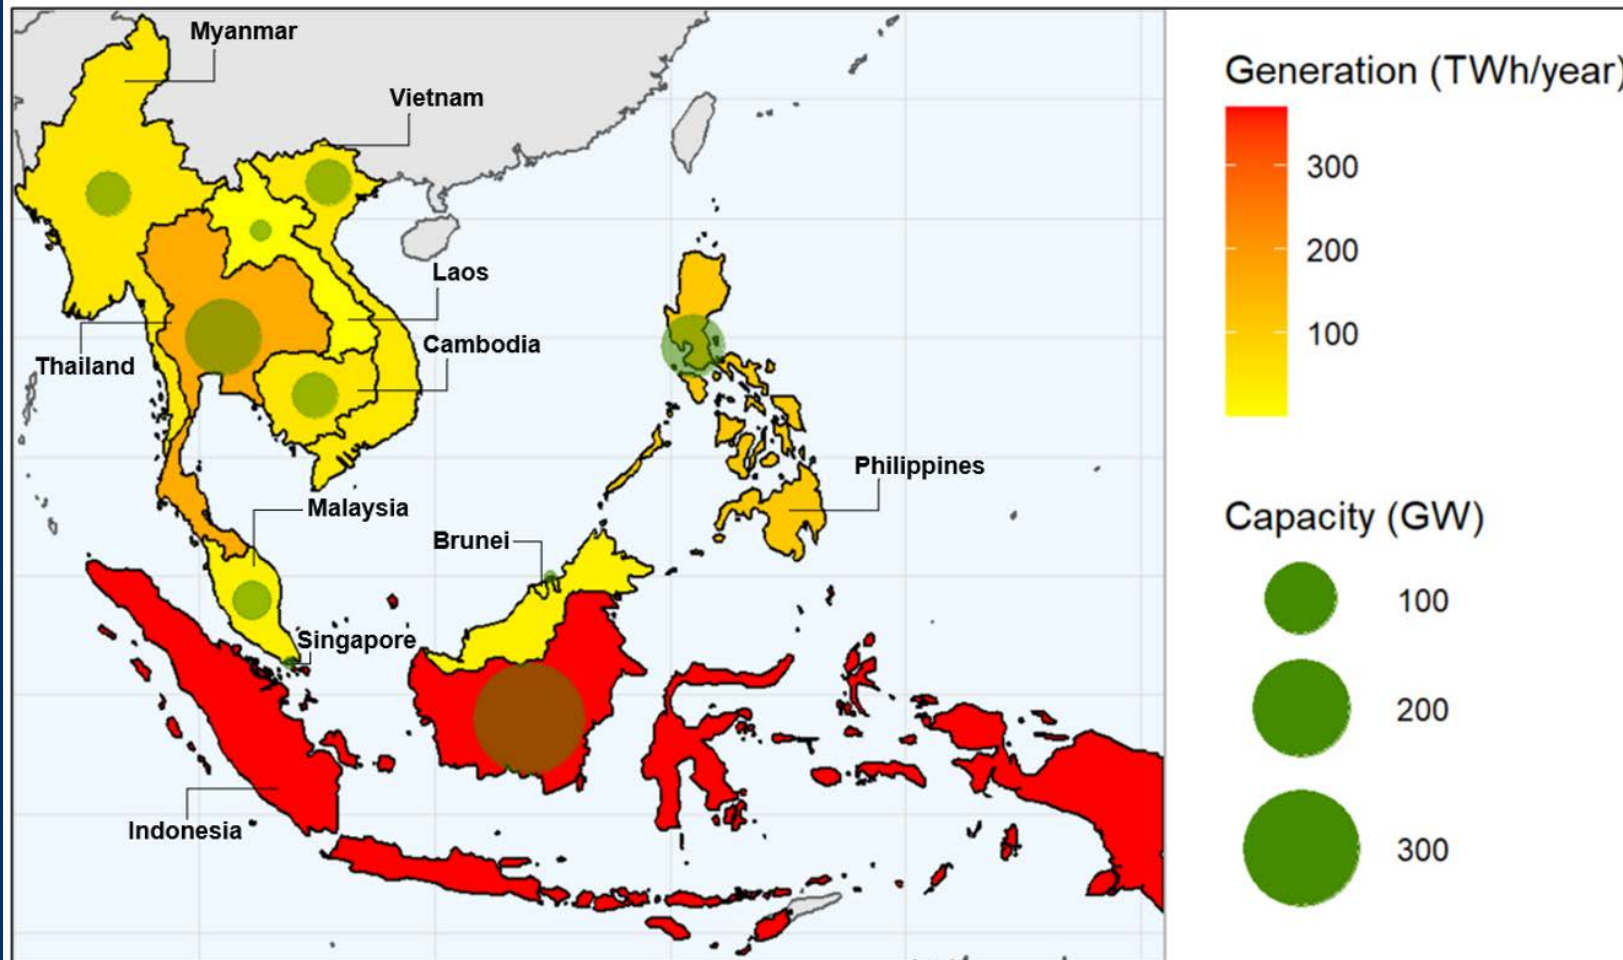 Myanmar
Vietnam
Laos
Cambodia
Thailand
Philippines
Malaysia
Brunei
Singapore
Indonesia
Generation (TWh/year)
300
200
100
Capacity (GW)
100
200
300